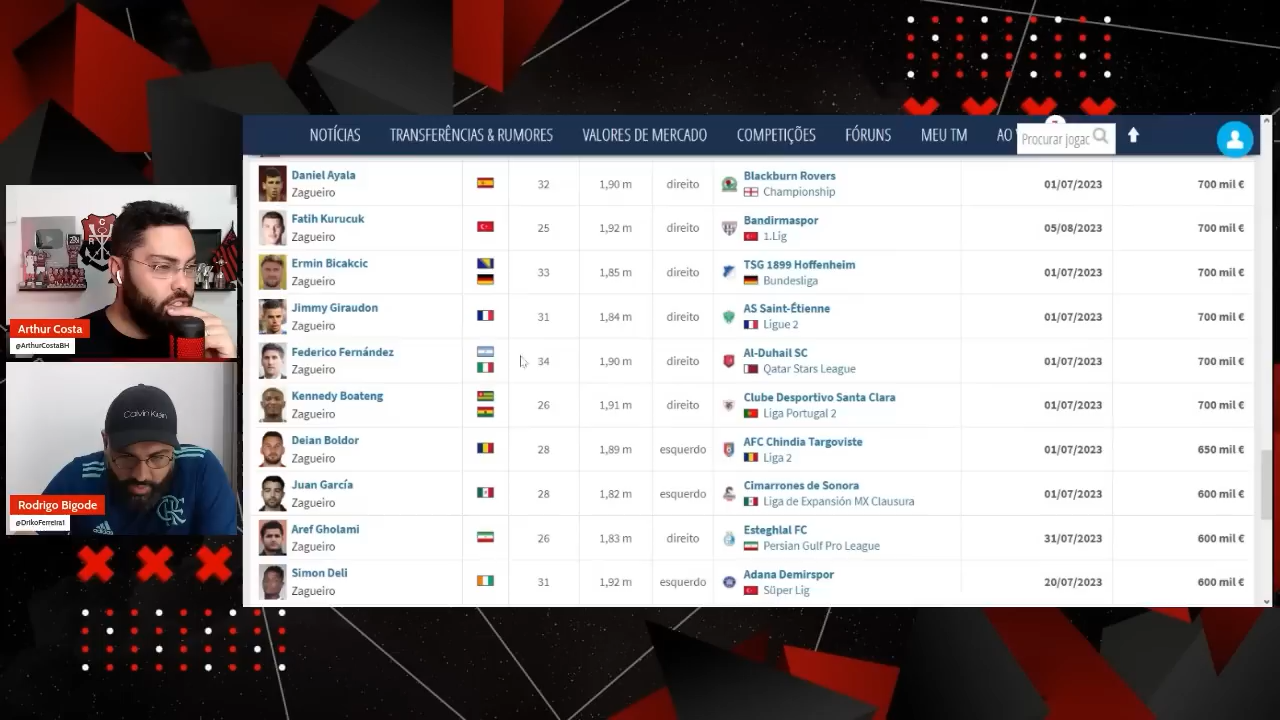 NOTÍCIAS TRANSFERÊNCIAS & RUMORES VALORES DE MERCADO COMPETIÇÕES FÓRUNS MEU TM AO Procurar jogac
Daniel Ayala
Zagueiro
32 1,90 m direito
Blackburn Rovers
Championship
01/07/2023 700 mil €
Fatih Kurucuk
Zagueiro
25 1,92 m direito
Bandirmaspor
1.Lig
05/08/2023 700 mil €
Ermin Bicakcic
Zagueiro
33 1,85 m direito
TSG 1899 Hoffenheim
Bundesliga
01/07/2023 700 mil €
Jimmy Giraudon
Zagueiro
31 1,84 m direito
AS Saint-Étienne
Ligue 2
01/07/2023 700 mil €
Federico Fernández
Zagueiro
34 1,90 m direito
Al-Duhail SC
Qatar Stars League
01/07/2023 700 mil €
Kennedy Boateng
Zagueiro
26 1,91 m direito
Clube Desportivo Santa Clara
Liga Portugal 2
01/07/2023 700 mil €
Deian Boldor
Zagueiro
28 1,89 m esquerdo
AFC Chindia Targoviste
Liga 2
01/07/2023 650 mil €
Juan García
Zagueiro
28 1,82 m esquerdo
Cimarrones de Sonora
Liga de Expansión MX Clausura
01/07/2023 600 mil €
Aref Gholami
Zagueiro
26 1,83 m direito
Esteghlal FC
Persian Gulf Pro League
31/07/2023 600 mil €
Simon Deli
Zagueiro
31 1,92 m esquerdo
Adana Demirspor
Süper Lig
20/07/2023 600 mil €
Arthur Costa
@ArthurCostaBH
Calvin Klein
adidas
Rodrigo Bigode
@DrikoFerreira1